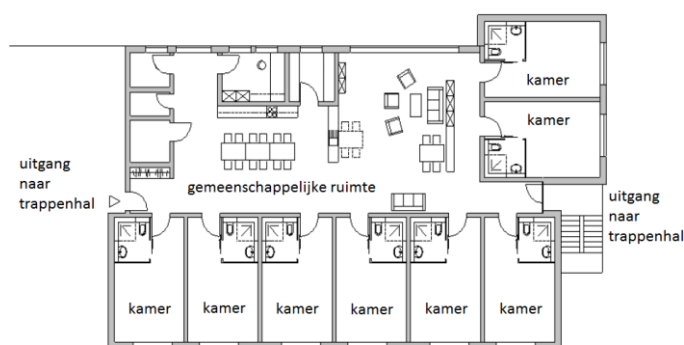 kamer
kamer
uitgang
naar
trappenhal
gemeenschappelijke ruimte
uitgang
naar
trappenhal
kamer
kamer
kamer
kamer
kamer
kamer